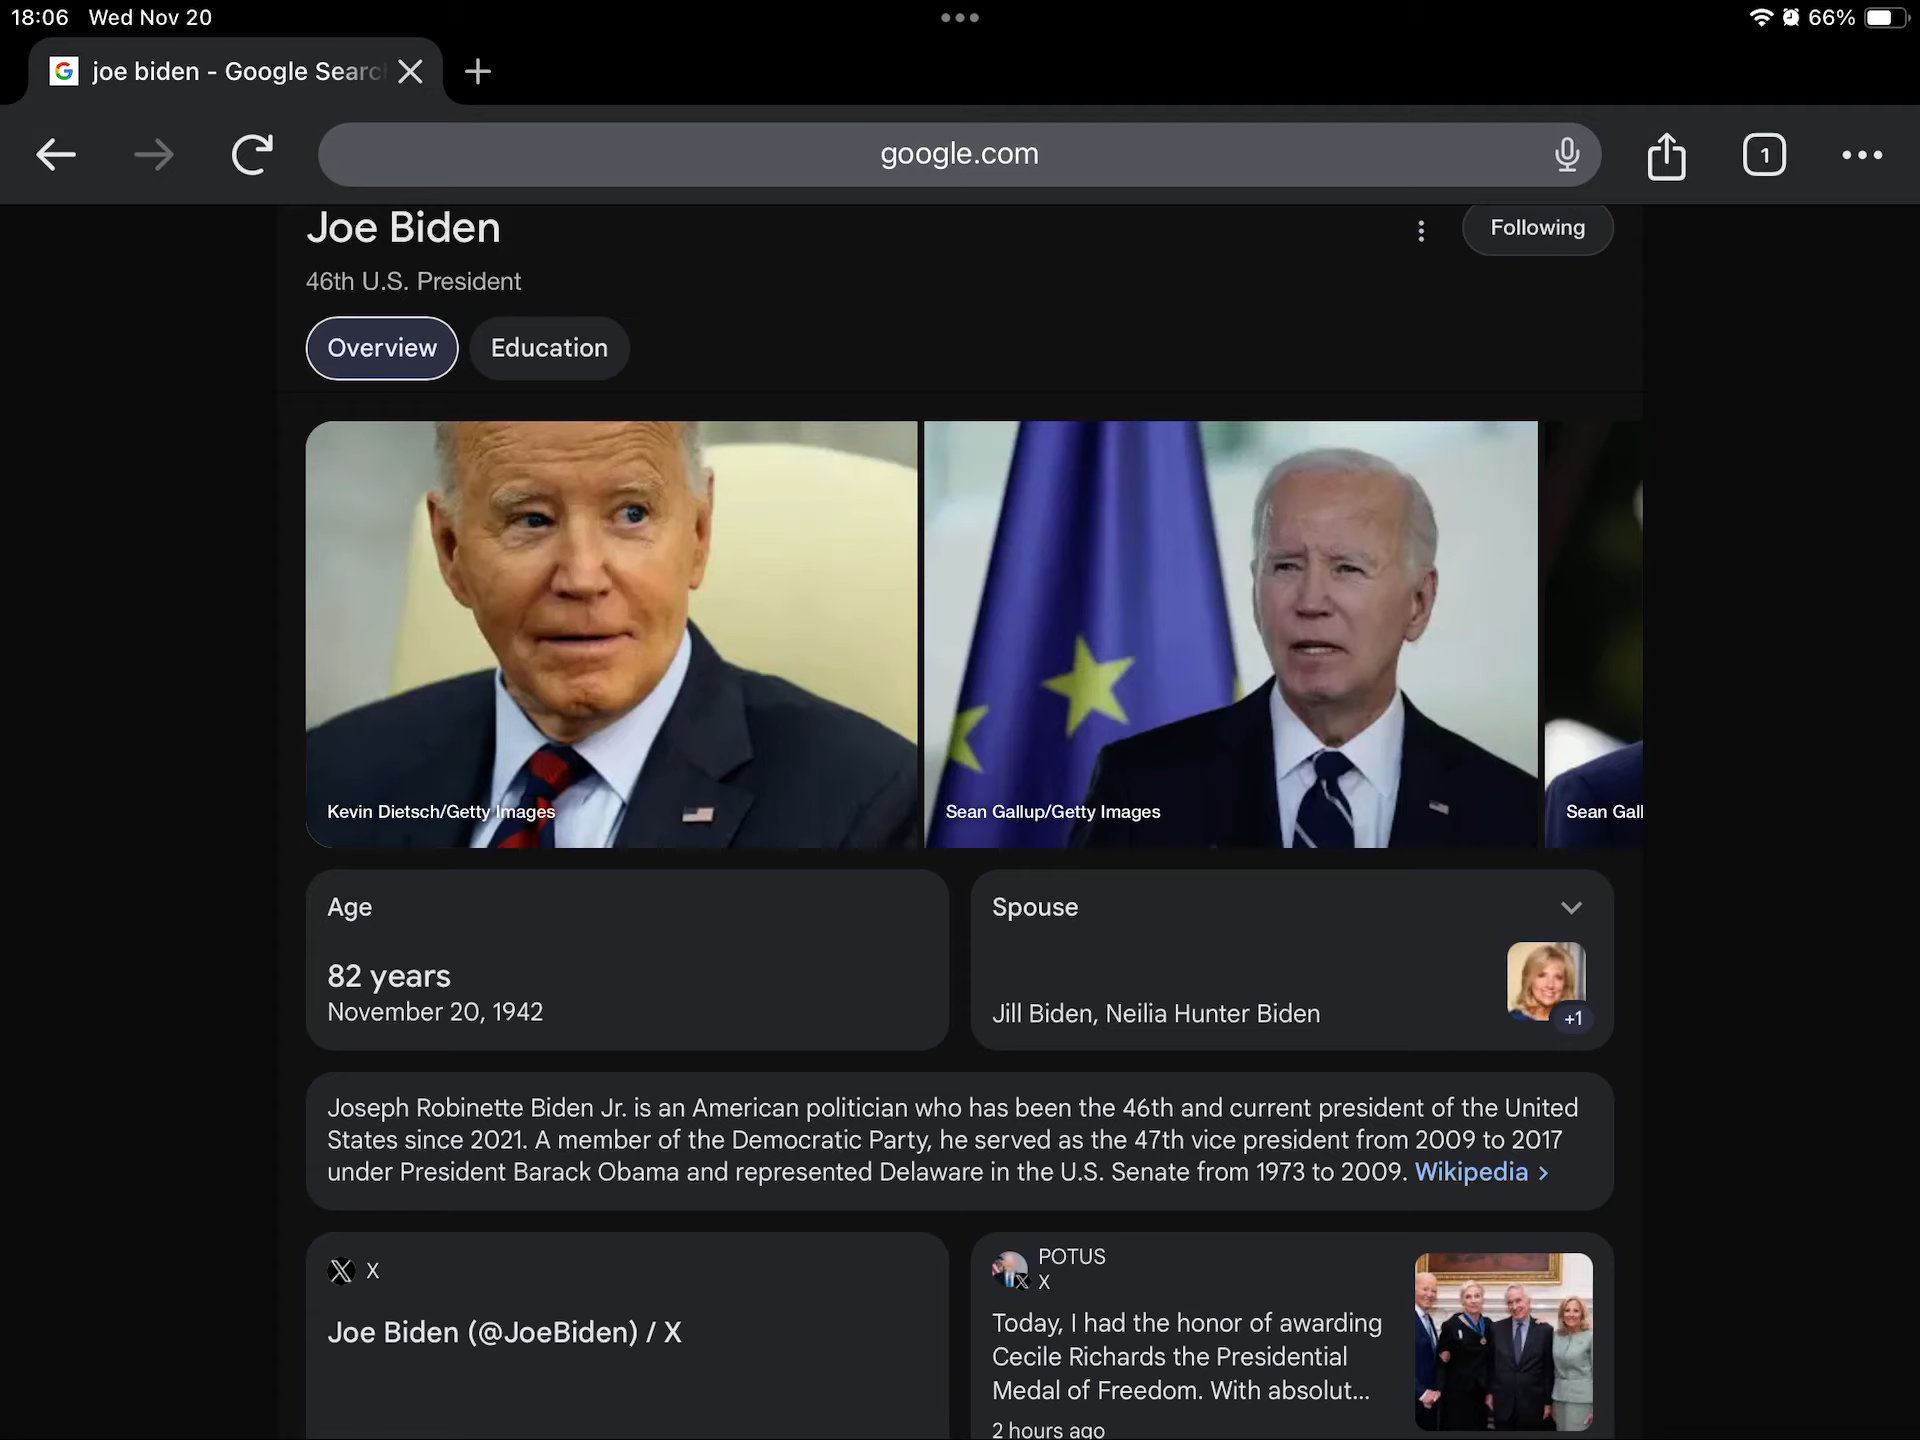 18:06 Wed Nov 20
66%
joe biden - Google Searc
google.com
1
Joe Biden
Following
46th U.S. President
Overview
Education
Kevin Dietsch/Getty Images
Sean Gallup/Getty Images
Sean Gall
Age
82 years
November 20, 1942
Spouse
Jill Biden, Neilia Hunter Biden
+1
Joseph Robinette Biden Jr. is an American politician who has been the 46th and current president of the United
States since 2021. A member of the Democratic Party, he served as the 47th vice president from 2009 to 2017
under President Barack Obama and represented Delaware in the U.S. Senate from 1973 to 2009. Wikipedia >
X
Joe Biden (@JoeBiden) / X
POTUS
X
Today, I had the honor of awarding
Cecile Richards the Presidential
Medal of Freedom. With absolut...
2 hours ago